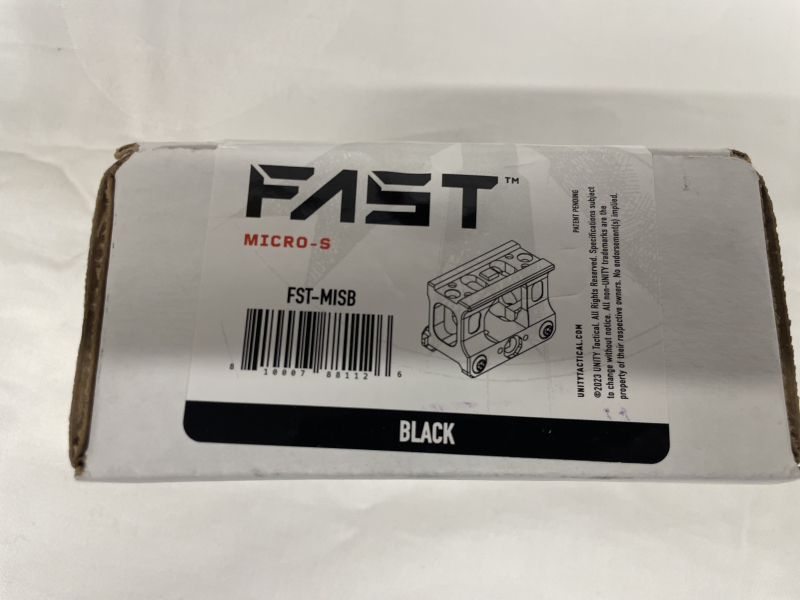 FAST™
MICRO-S
FST-MISB
8 10007 88112 6
BLACK
PATENT PENDING
UNITYTACTICAL.COM
©2023 UNITY Tactical. All Rights Reserved. Specifications subject
to change without notice. All non-UNITY trademarks are the
property of their respective owners. No endorsement(s) implied.